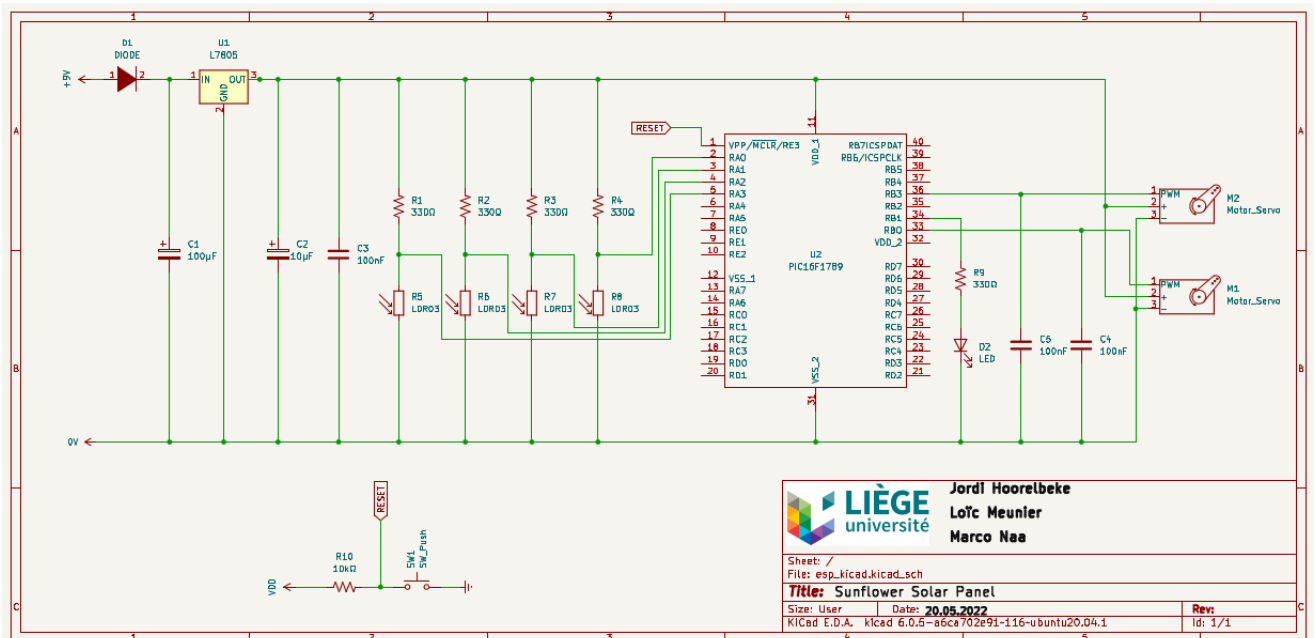 1 2 3 4 5
D1
DIODE
U1
L7805
+9V
1 2
1 IN OUT 3
GND
2
A
RESET
A
R1
330Ω
R2
330Ω
R3
330Ω
R4
330Ω
C1
100µF
C2
10µF
C3
100nF
R5
LDR03
R6
LDR03
R7
LDR03
R8
LDR03
11
VDD_1
1 VPP/MCLR/RE3
2 RA0
3 RA1
4 RA2
5 RA3
6 RA4
7 RA5
8 RE0
9 RE1
10 RE2
12 VSS_1
13 RA7
14 RA6
15 RC0
16 RC1
17 RC2
18 RC3
19 RD0
20 RD1
U2
PIC16F1789
RB7ICSPDAT 40
RB6/ICSPCLK 39
RB5 38
RB4 37
RB3 36
RB2 35
RB1 34
RB0 33
VDD_2 32
RD7 30
RD6 29
RD5 28
RD4 27
RC7 26
RC6 25
RC5 24
RC4 23
RD3 22
RD2 21
VSS_2
31
1 PWM
2 +
3 -
M2
Motor_Servo
1 PWM
2 +
3 -
M1
Motor_Servo
R9
330Ω
D2
LED
C5
100nF
C4
100nF
B
B
0V
RESET
R10
10kΩ
SW1
SW_Push
VDD
LIÈGE
université
Jordi Hoorelbeke
Loïc Meunier
Marco Naa
Sheet: /
File: esp_kicad.kicad_sch
Title: Sunflower Solar Panel
Size: User Date: 20.05.2022 Rev:
KiCad E.D.A. kicad 6.0.5-a6ca702e91-116-ubuntu20.04.1 Id: 1/1
C
C
1 2 3 4 5